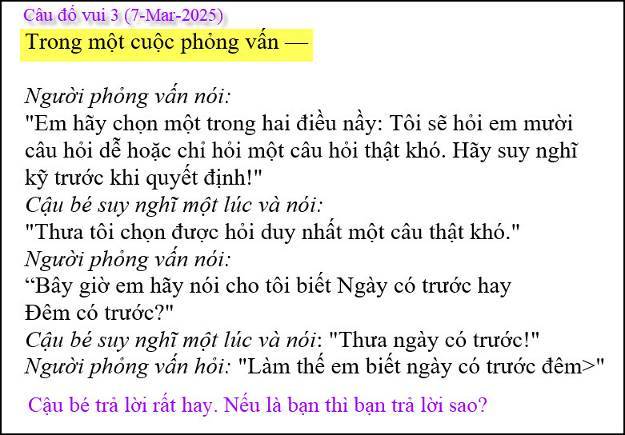 Câu đố vui 3 (7-Mar-2025)
Trong một cuộc phỏng vấn —
Người phỏng vấn nói:
"Em hãy chọn một trong hai điều nầy: Tôi sẽ hỏi em mười
câu hỏi dễ hoặc chỉ hỏi một câu hỏi thật khó. Hãy suy nghĩ
kỹ trước khi quyết định!"
Cậu bé suy nghĩ một lúc và nói:
"Thưa tôi chọn được hỏi duy nhất một câu thật khó."
Người phỏng vấn nói:
“Bây giờ em hãy nói cho tôi biết Ngày có trước hay
Đêm có trước?"
Cậu bé suy nghĩ một lúc và nói: "Thưa ngày có trước!"
Người phỏng vấn hỏi: "Làm thế em biết ngày có trước đêm>"
Cậu bé trả lời rất hay. Nếu là bạn thì bạn trả lời sao?